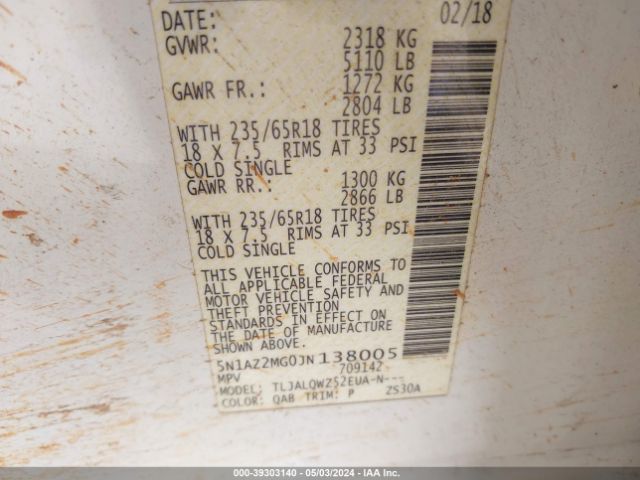 DATE: 02/18
GVWR: 2318 KG
5110 LB
GAWR FR.: 1272 KG
2804 LB
WITH 235/65R18 TIRES
18 X 7.5 RIMS AT 33 PSI
COLD SINGLE
GAWR RR.: 1300 KG
2866 LB
WITH 235/65R18 TIRES
18 X 7.5 RIMS AT 33 PSI
COLD SINGLE
THIS VEHICLE CONFORMS TO
ALL APPLICABLE FEDERAL
MOTOR VEHICLE SAFETY AND
THEFT PREVENTION
STANDARDS IN EFFECT ON
THE DATE OF MANUFACTURE
SHOWN ABOVE.
5N1AZ2MG0JN138005
MPV 709142
MODEL: TLJALQWZS2EUA-N---
COLOR: QAB TRIM: P ZS30A
000-39303140 - 05/03/2024 - IAA Inc.